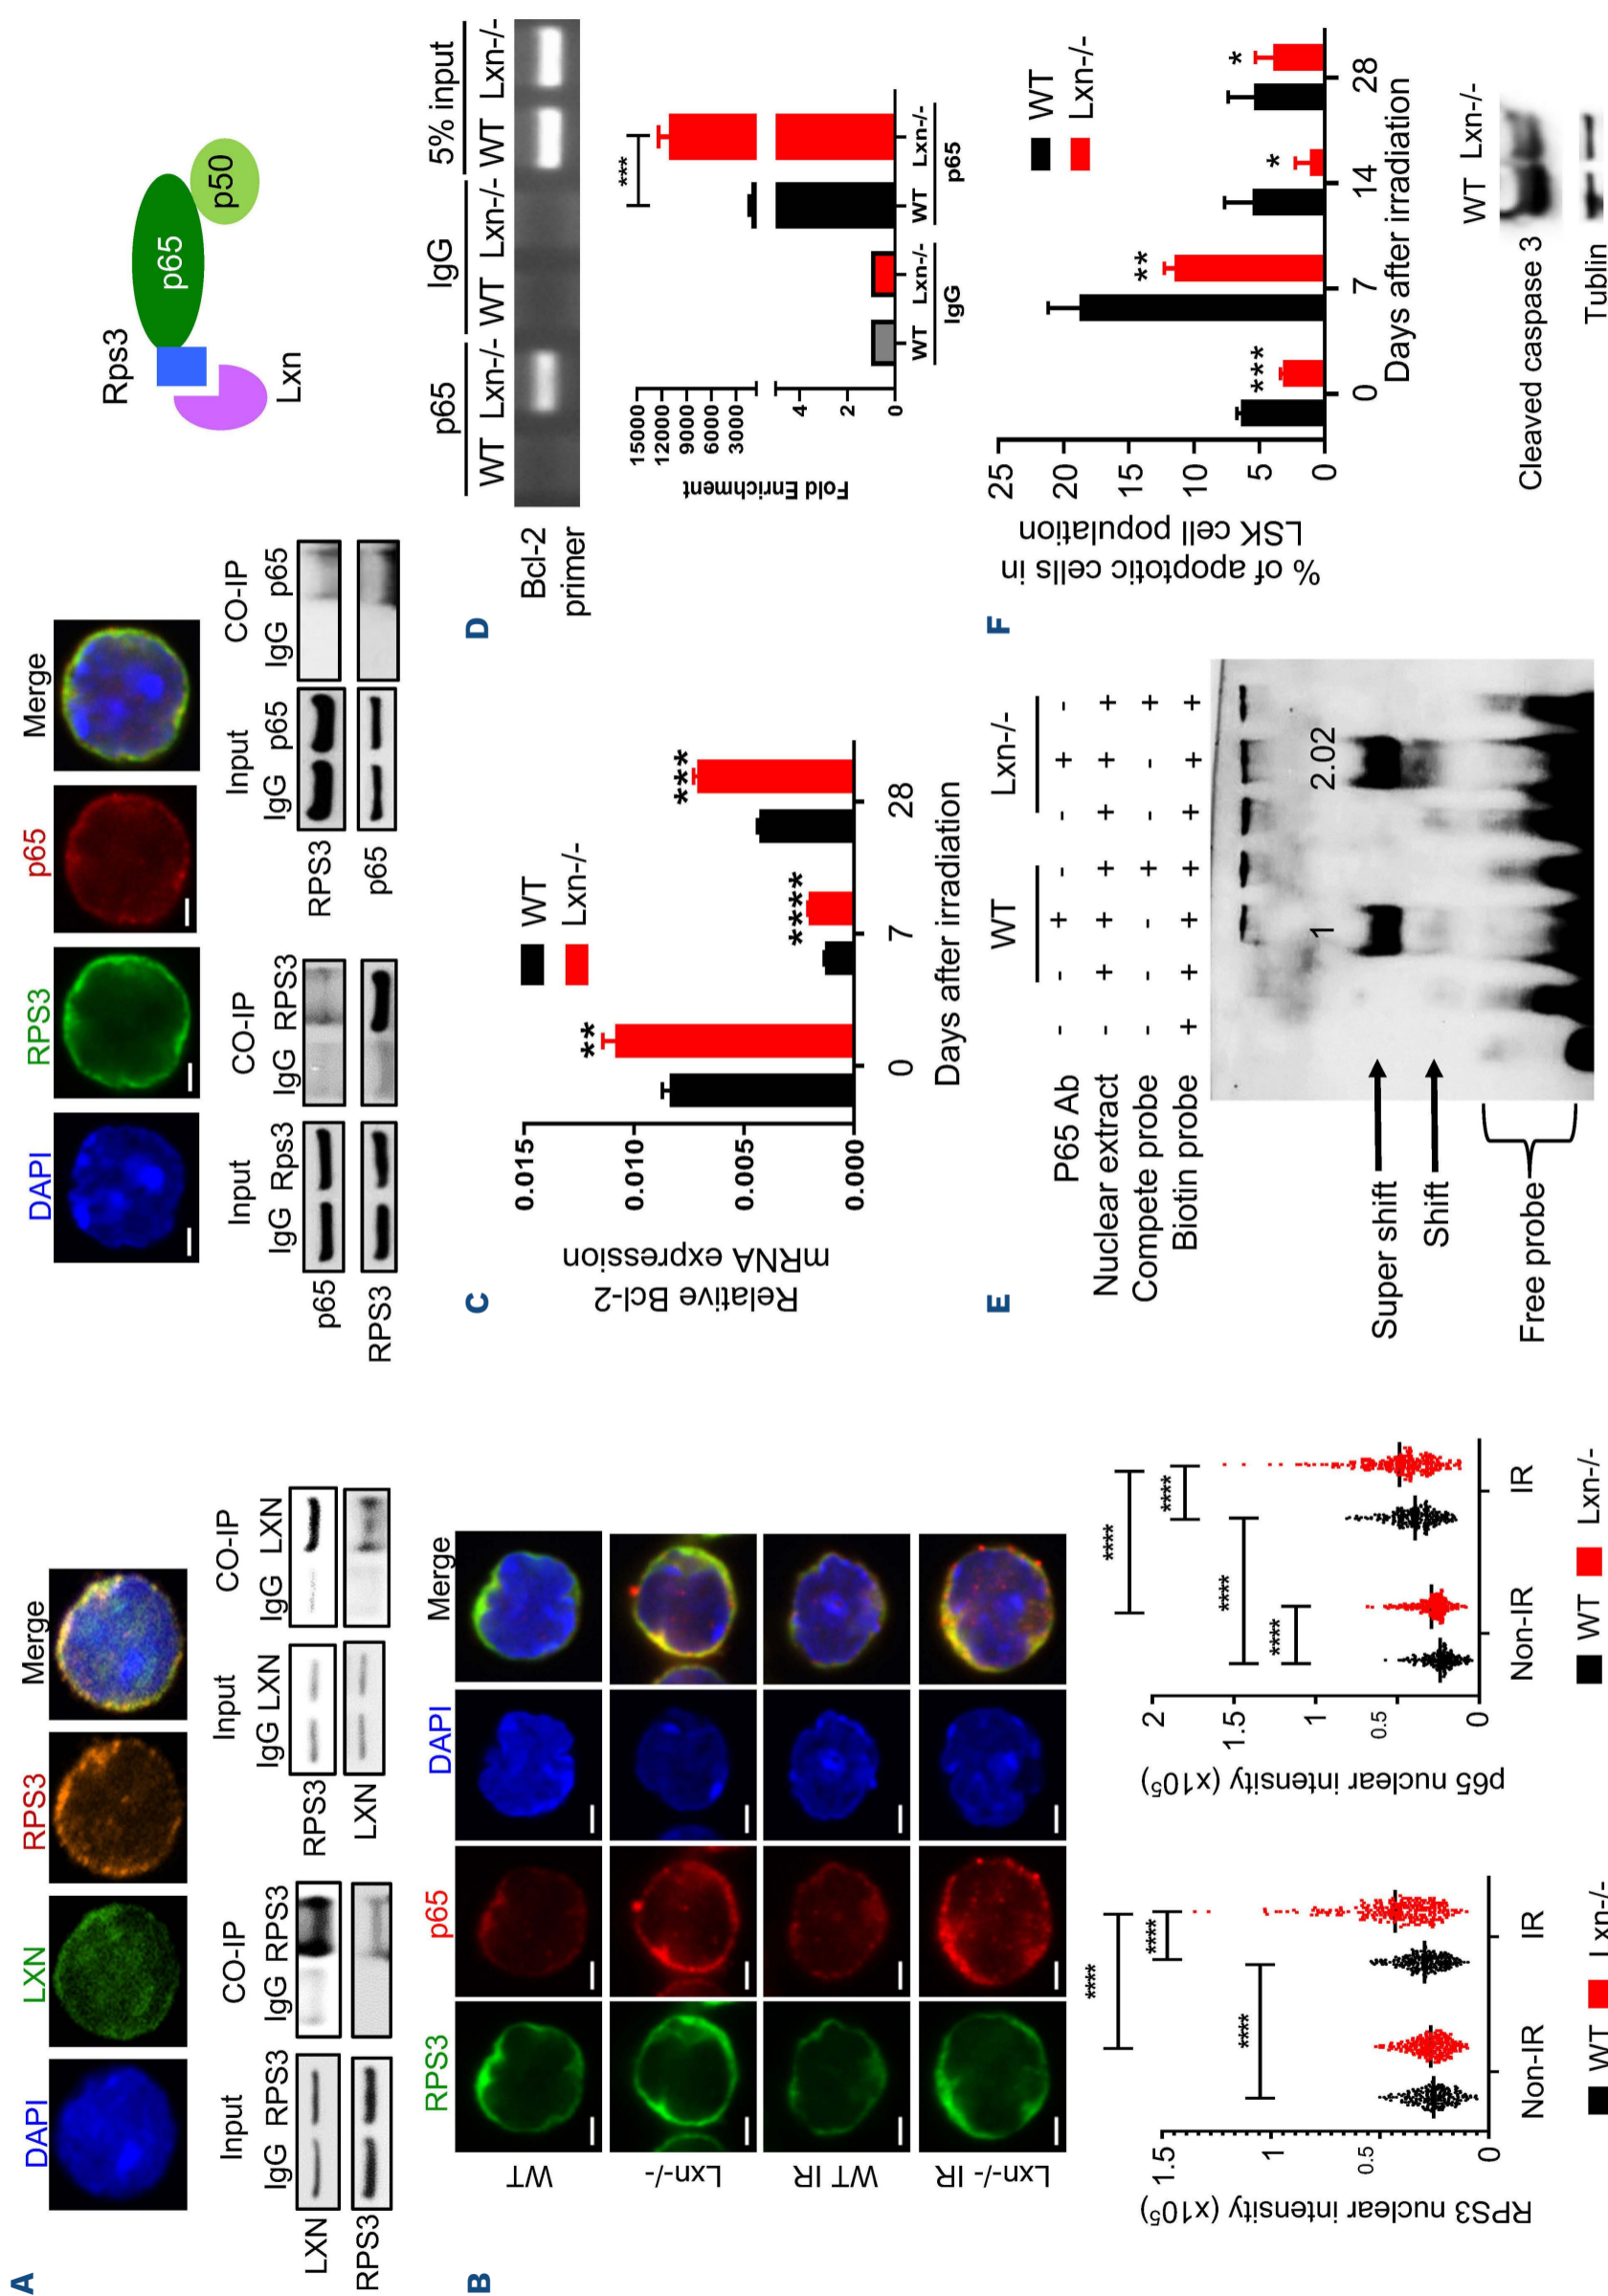 A
DAPI LXN RPS3 Merge
Input CO-IP Input CO-IP
IgG RPS3 IgG RPS3 IgG LXN IgG LXN
LXN
RPS3
RPS3
LXN
DAPI RPS3 p65 Merge
Input CO-IP Input CO-IP
IgG Rps3 IgG RPS3 IgG p65 IgG p65
p65
RPS3
RPS3
p65
Rps3
p65
p50
Lxn
B
RPS3 p65 DAPI Merge
WT
Lxn-/-
WT IR
Lxn-/- IR
RPS3 nuclear intensity (x10⁵)
1.5
1
0.5
0
**** **** ****
Non-IR IR
WT Lxn-/-
p65 nuclear intensity (x10⁵)
2
1.5
1
0.5
0
**** **** **** ****
Non-IR IR
WT Lxn-/-
C
Relative Bcl-2
mRNA expression
0.015
0.010
0.005
0.000
WT
Lxn-/-
** **** ***
0 7 28
Days after irradiation
D
p65 IgG 5% input
WT Lxn-/- WT Lxn-/- WT Lxn-/-
Bcl-2
primer
Fold Enrichment
15000
12000
9000
6000
3000
4
2
0
***
WT Lxn-/- WT Lxn-/-
IgG p65
E
WT Lxn-/-
P65 Ab - - + - - + -
Nuclear extract - + + + + + +
Compete probe - - - + - - +
Biotin probe + + + + + + +
1 2.02
Super shift
Shift
Free probe
F
% of apoptotic cells in
LSK cell population
25
20
15
10
5
0
WT
Lxn-/-
*** ** * *
0 7 14 28
Days after irradiation
WT Lxn-/-
Cleaved caspase 3
Tublin